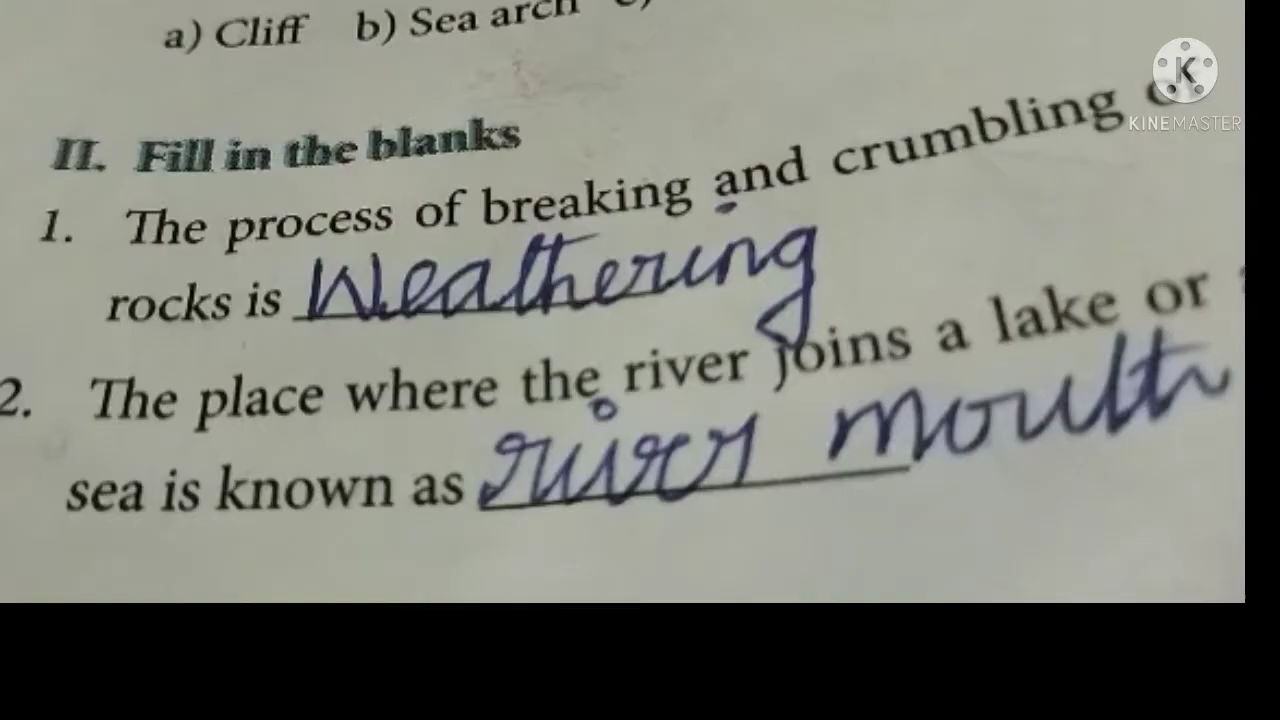 a) Cliff b) Sea arch
II. Fill in the blanks
1. The process of breaking and crumbling of
rocks is Weathering
2. The place where the river joins a lake or
sea is known as river mouth
K
KINEMASTER